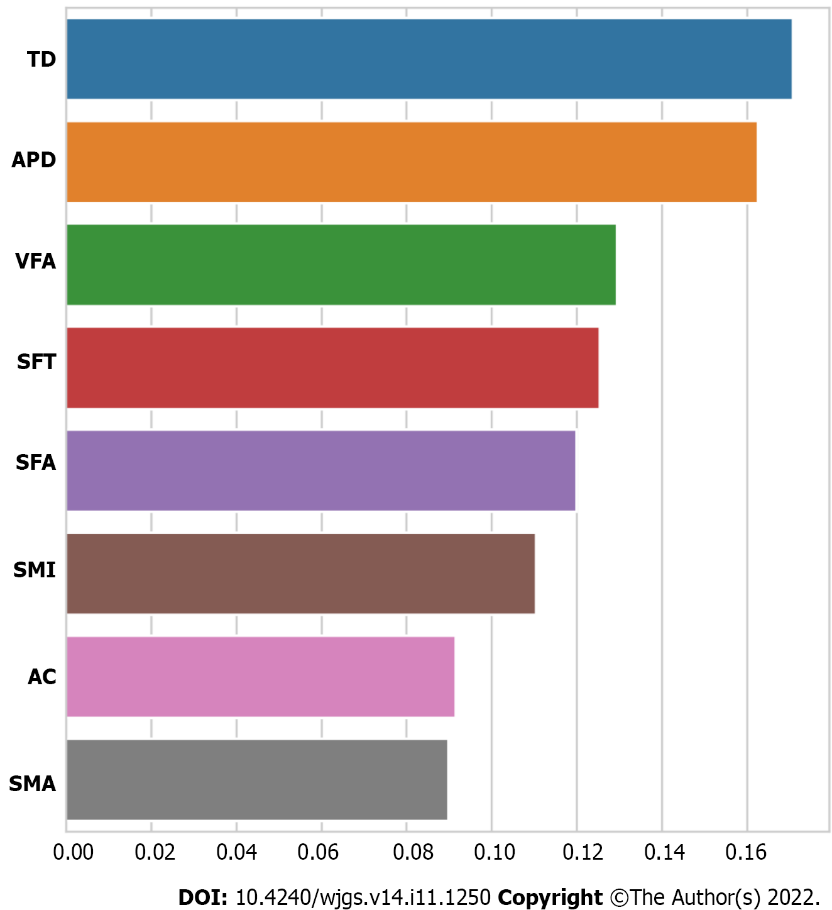 TD
APD
VFA
SFT
SFA
SMI
AC
SMA
0.00 0.02 0.04 0.06 0.08 0.10 0.12 0.14 0.16
DOI: 10.4240/wjgs.v14.i11.1250 Copyright ©The Author(s) 2022.